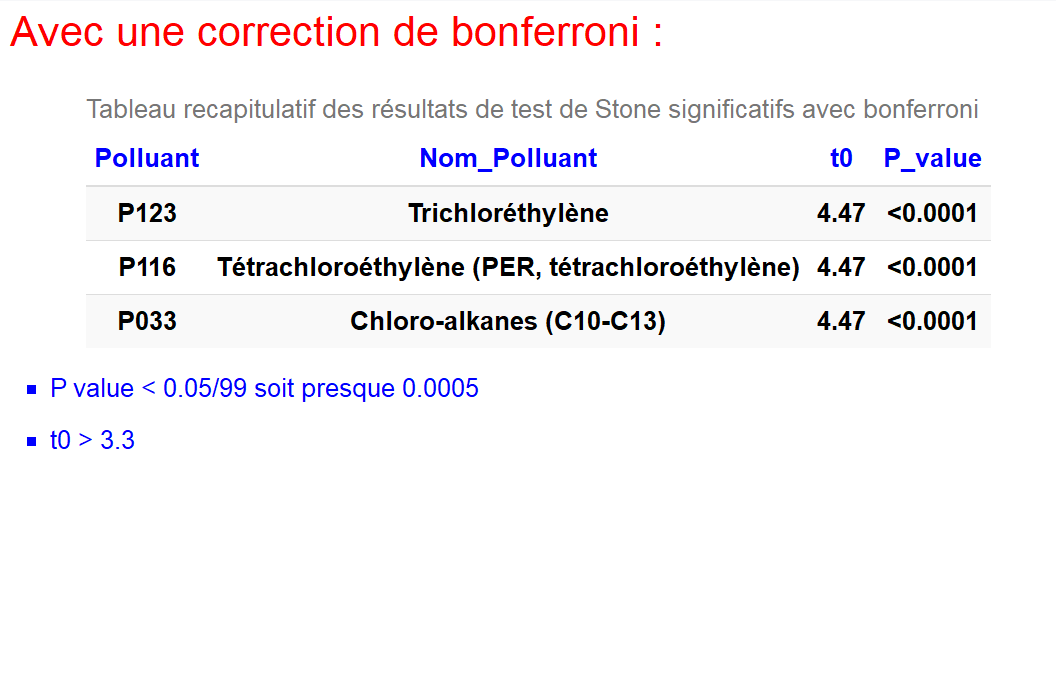 Avec une correction de bonferroni :
Tableau recapitulatif des résultats de test de Stone significatifs avec bonferroni
Polluant Nom_Polluant t0 P_value
P123 Trichloréthylène 4.47 <0.0001
P116 Tétrachloroéthylène (PER, tétrachloroéthylène) 4.47 <0.0001
P033 Chloro-alkanes (C10-C13) 4.47 <0.0001
P value < 0.05/99 soit presque 0.0005
t0 > 3.3